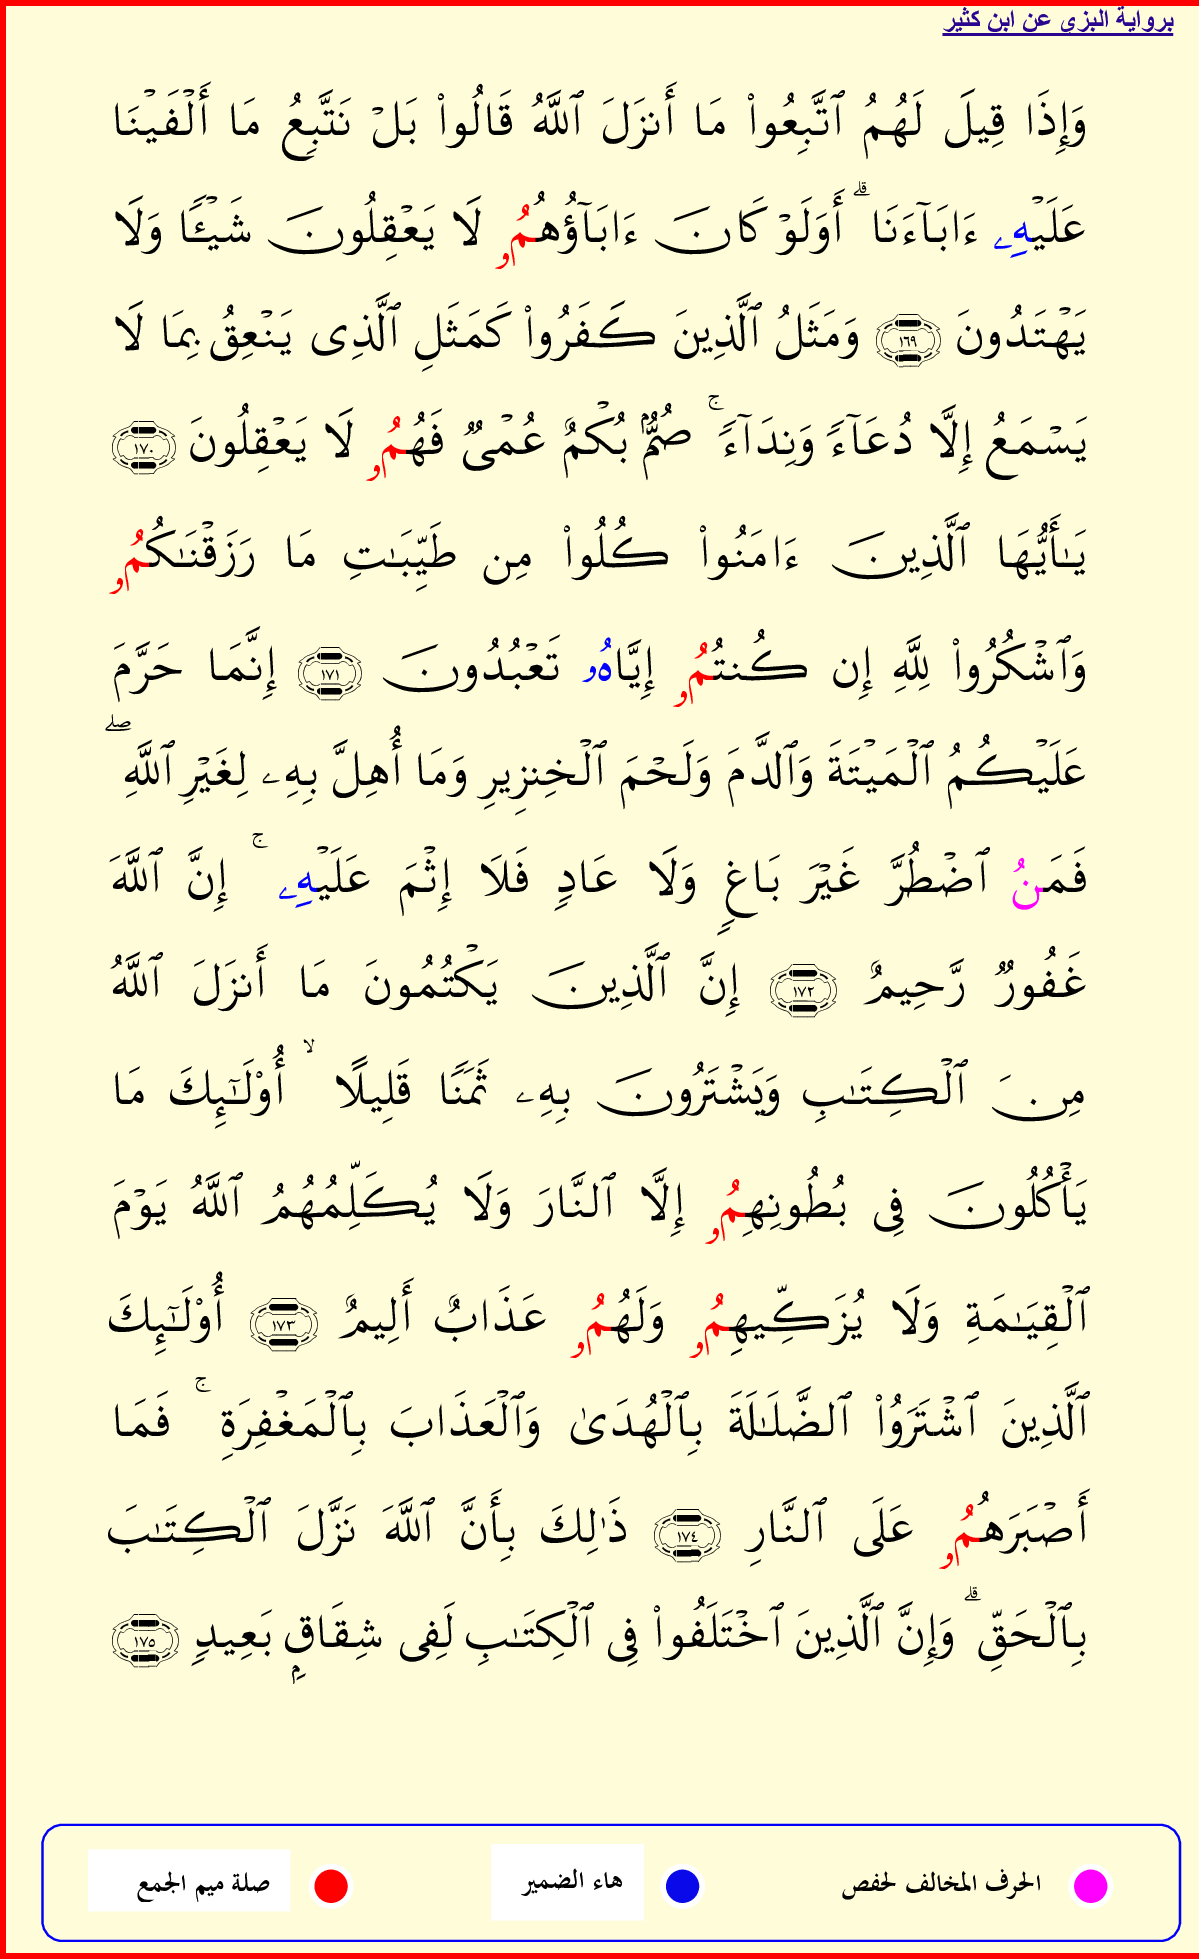 برواية البزي عن ابن كثير
وَإِذَا قِيلَ لَهُمُ ٱتَّبِعُواْ مَا أَنزَلَ ٱللَّهُ قَالُواْ بَلۡ نَتَّبِعُ مَا أَلۡفَيۡنَا
عَلَيۡهِۦ ءَابَآءَنَا ۗ أَوَلَوۡ كَانَ ءَابَآؤُهُمُۥ لَا يَعۡقِلُونَ شَيۡـًٔا وَلَا
يَهۡتَدُونَ ١٦٩ وَمَثَلُ ٱلَّذِينَ كَفَرُواْ كَمَثَلِ ٱلَّذِى يَنۡعِقُ بِمَا لَا
يَسۡمَعُ إِلَّا دُعَآءً وَنِدَآءً ۚ صُمُّۢ بُكۡمٌ عُمۡىٌ فَهُمُۥ لَا يَعۡقِلُونَ ١٧٠
يَـٰٓأَيُّهَا ٱلَّذِينَ ءَامَنُواْ كُلُواْ مِن طَيِّبَـٰتِ مَا رَزَقۡنَـٰكُمُۥ
وَٱشۡكُرُواْ لِلَّهِ إِن كُنتُمُۥ إِيَّاهُۥ تَعۡبُدُونَ ١٧١ إِنَّمَا حَرَّمَ
عَلَيۡكُمُ ٱلۡمَيۡتَةَ وَٱلدَّمَ وَلَحۡمَ ٱلۡخِنزِيرِ وَمَا أُهِلَّ بِهِۦ لِغَيۡرِ ٱللَّهِ ۖ
فَمَنُ ٱضۡطُرَّ غَيۡرَ بَاغٍ وَلَا عَادٍ فَلَا إِثۡمَ عَلَيۡهِۦ ۚ إِنَّ ٱللَّهَ
غَفُورٌ رَّحِيمٌ ١٧٢ إِنَّ ٱلَّذِينَ يَكۡتُمُونَ مَا أَنزَلَ ٱللَّهُ
مِنَ ٱلۡكِتَـٰبِ وَيَشۡتَرُونَ بِهِۦ ثَمَنًا قَلِيلًا ۙ أُوْلَـٰٓئِكَ مَا
يَأۡكُلُونَ فِى بُطُونِهِمُۥ إِلَّا ٱلنَّارَ وَلَا يُكَلِّمُهُمُ ٱللَّهُ يَوۡمَ
ٱلۡقِيَـٰمَةِ وَلَا يُزَكِّيهِمُۥ وَلَهُمُۥ عَذَابٌ أَلِيمٌ ١٧٣ أُوْلَـٰٓئِكَ
ٱلَّذِينَ ٱشۡتَرَوُاْ ٱلضَّلَـٰلَةَ بِٱلۡهُدَىٰ وَٱلۡعَذَابَ بِٱلۡمَغۡفِرَةِ ۚ فَمَا
أَصۡبَرَهُمُۥ عَلَى ٱلنَّارِ ١٧٤ ذَٰلِكَ بِأَنَّ ٱللَّهَ نَزَّلَ ٱلۡكِتَـٰبَ
بِٱلۡحَقِّ ۗ وَإِنَّ ٱلَّذِينَ ٱخۡتَلَفُواْ فِى ٱلۡكِتَـٰبِ لَفِى شِقَاقِۭ بَعِيدٍ ١٧٥
الحرف المخالف لحفص هاء الضمير صلة ميم الجمع